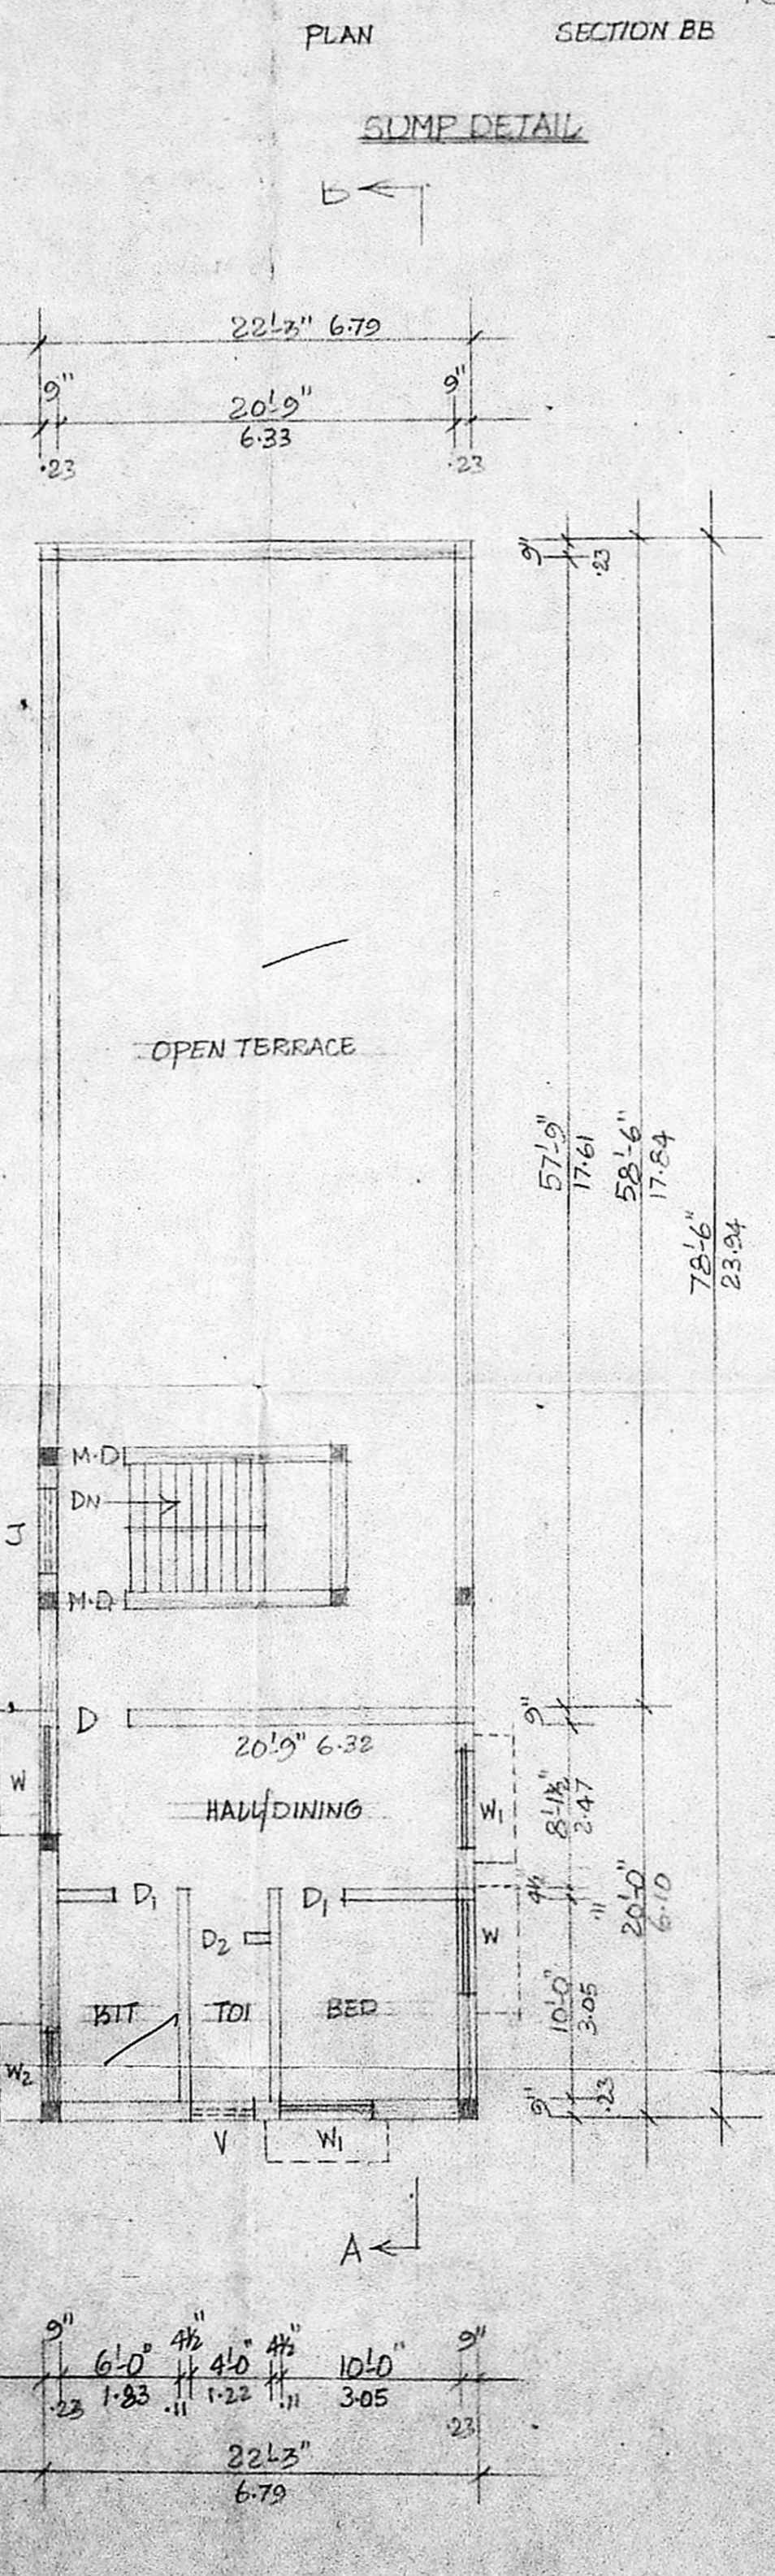 PLAN
SECTION BB
SUMP DETAIL
22'-3" 6.79
9"
20'-9"
9"
.23
6.33
.23
9"
.23
OPEN TERRACE
57'-9"
17.61
58'-6"
17.84
78'-6"
23.94
M.D
DN
J
M.D
D
9"
20'-9" 6.32
W
HALL/DINING
W1
8'-1½"
2.47
D1
D1
4½
.11
D2
W
20'-0"
6.10
KIT
TOI
BED
10'-0"
3.05
W2
9"
.23
V
W1
A
9"
4½"
4½"
9"
6'-0"
4'-0"
10'-0"
.23
1.83
.11
1.22
.11
3.05
.23
22'-3"
6.79